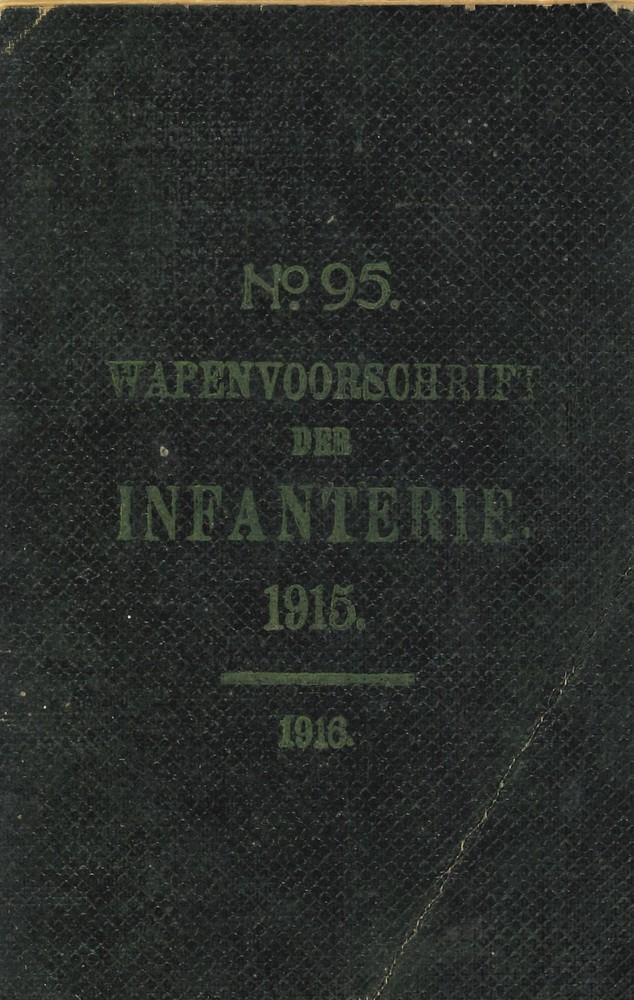 No. 95.
WAPENVOORSCHRIFT
DER
INFANTERIE.
1915.
1916.